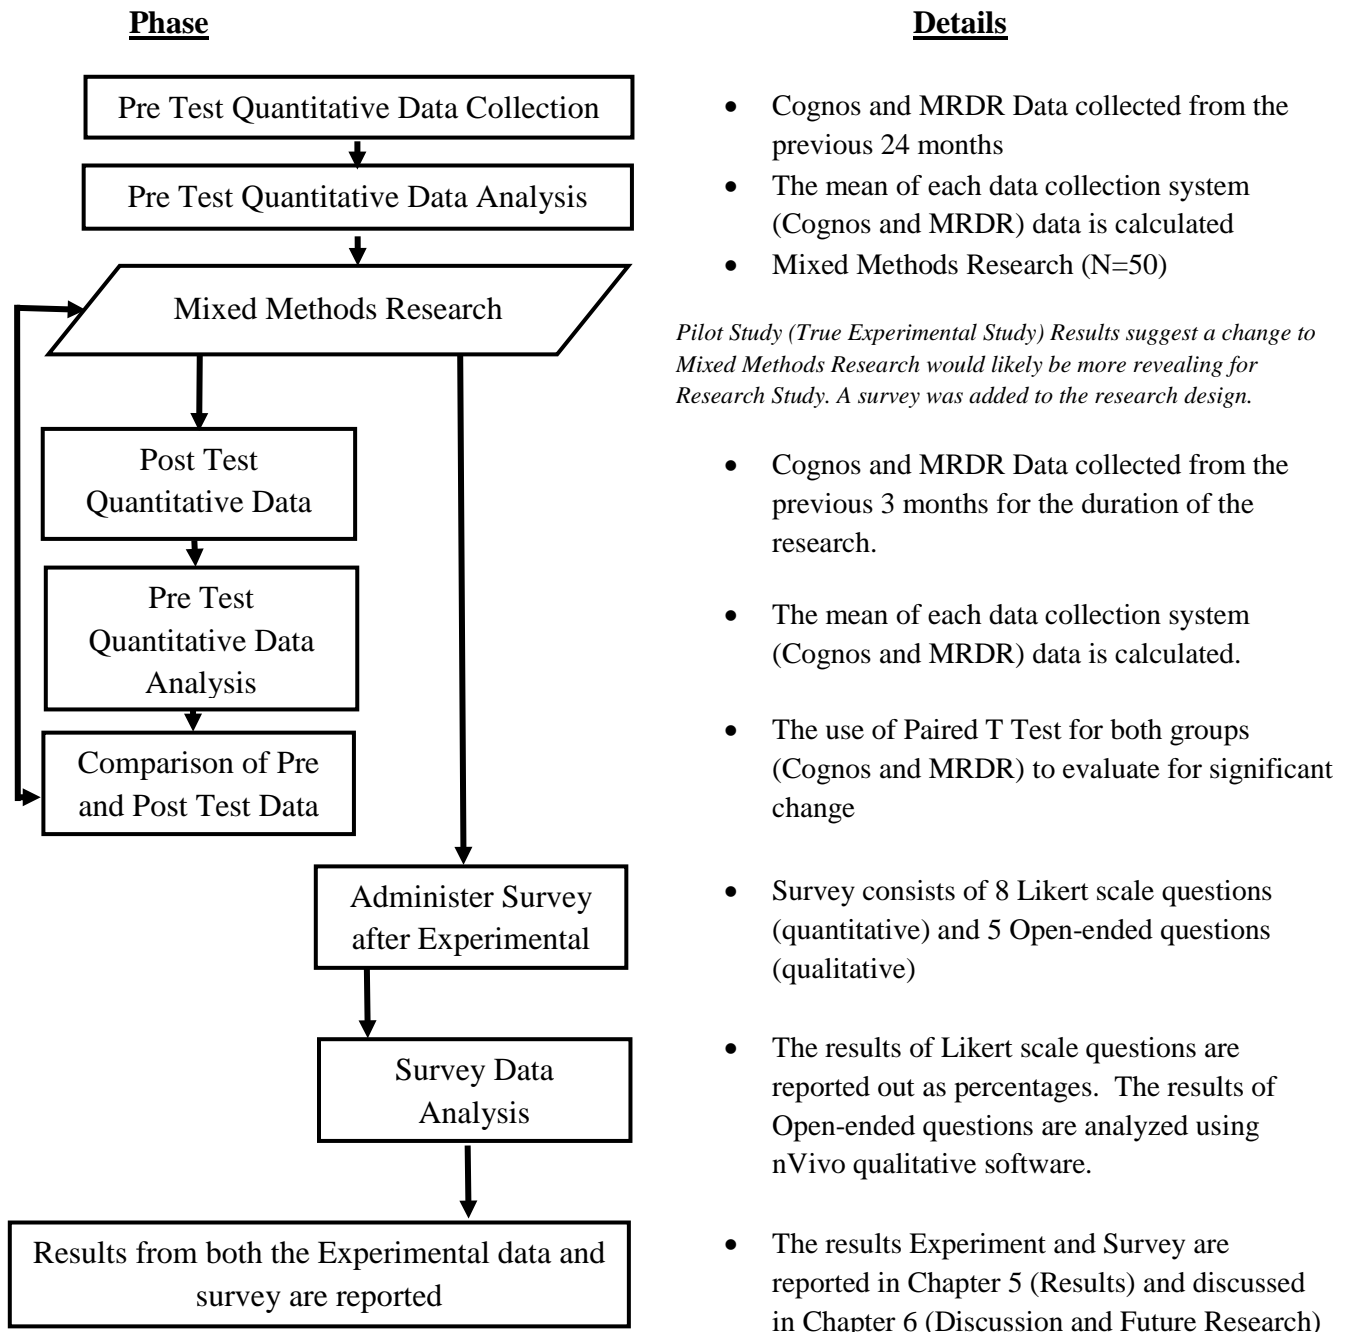 Phase
Details
Pre Test Quantitative Data Collection
Pre Test Quantitative Data Analysis
Mixed Methods Research
Post Test
Quantitative Data
Pre Test
Quantitative Data
Analysis
Comparison of Pre
and Post Test Data
Administer Survey
after Experimental
Survey Data
Analysis
Results from both the Experimental data and
survey are reported
• Cognos and MRDR Data collected from the
previous 24 months
• The mean of each data collection system
(Cognos and MRDR) data is calculated
• Mixed Methods Research (N=50)
Pilot Study (True Experimental Study) Results suggest a change to
Mixed Methods Research would likely be more revealing for
Research Study. A survey was added to the research design.
• Cognos and MRDR Data collected from the
previous 3 months for the duration of the
research.
• The mean of each data collection system
(Cognos and MRDR) data is calculated.
• The use of Paired T Test for both groups
(Cognos and MRDR) to evaluate for significant
change
• Survey consists of 8 Likert scale questions
(quantitative) and 5 Open-ended questions
(qualitative)
• The results of Likert scale questions are
reported out as percentages. The results of
Open-ended questions are analyzed using
nVivo qualitative software.
• The results Experiment and Survey are
reported in Chapter 5 (Results) and discussed
in Chapter 6 (Discussion and Future Research)